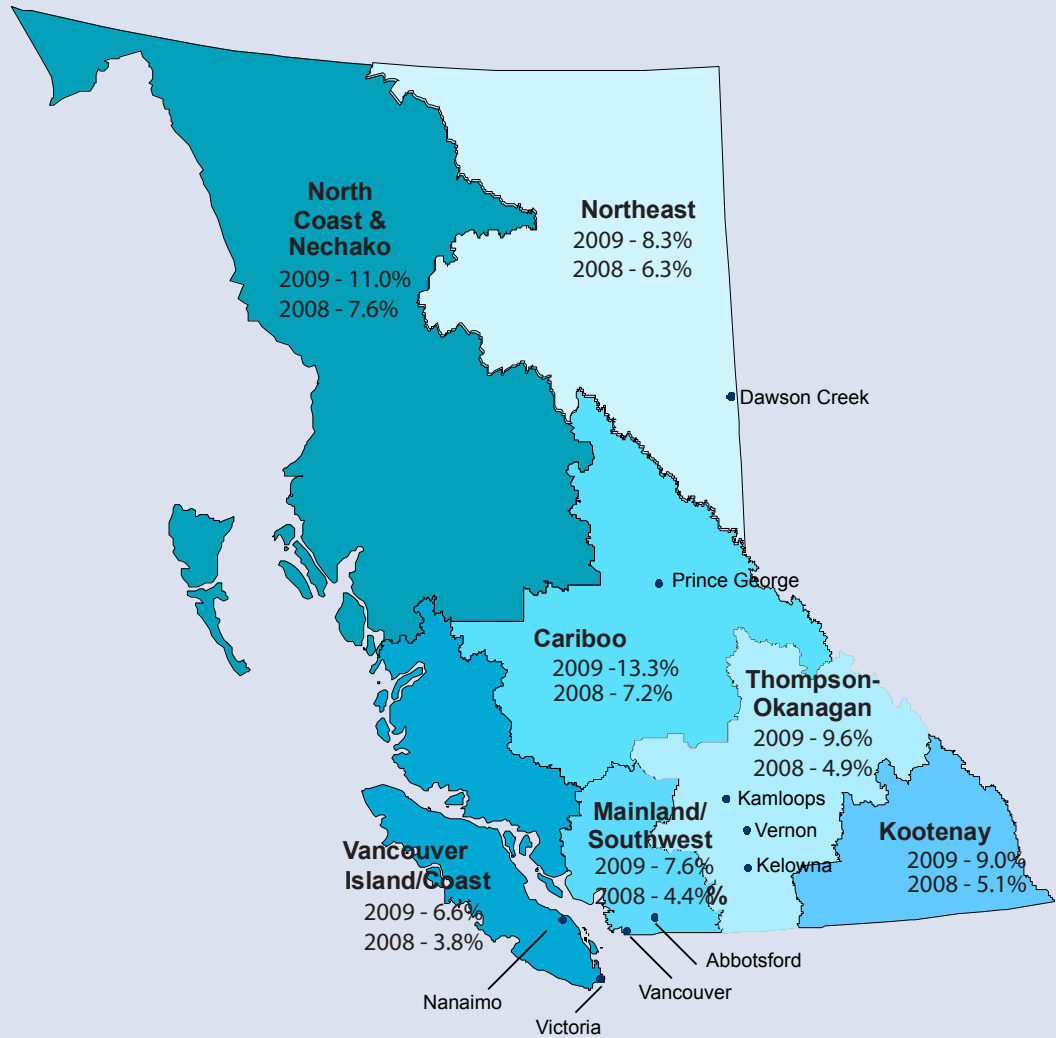 North
Coast &
Nechako
2009 - 11.0%
2008 - 7.6%
Northeast
2009 - 8.3%
2008 - 6.3%
Dawson Creek
Prince George
Cariboo
2009 -13.3%
2008 - 7.2%
Thompson-
Okanagan
2009 - 9.6%
2008 - 4.9%
Kamloops
Vernon
Kelowna
Mainland/
Southwest
2009 - 7.6%
2008 - 4.4%
Kootenay
2009 - 9.0%
2008 - 5.1%
Vancouver
Island/Coast
2009 - 6.6%
2008 - 3.8%
Abbotsford
Vancouver
Nanaimo
Victoria